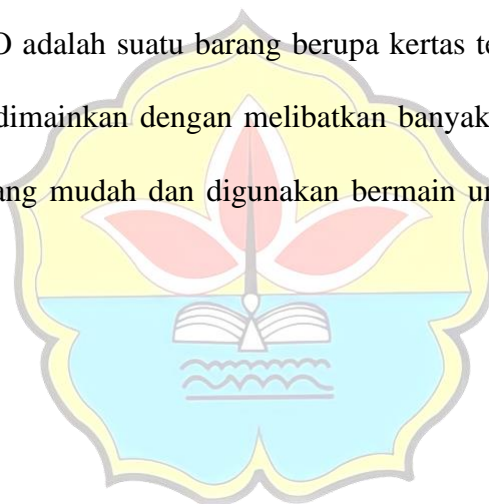 O adalah suatu barang berupa kertas te
dimainkan dengan melibatkan banyak
ang mudah dan digunakan bermain un